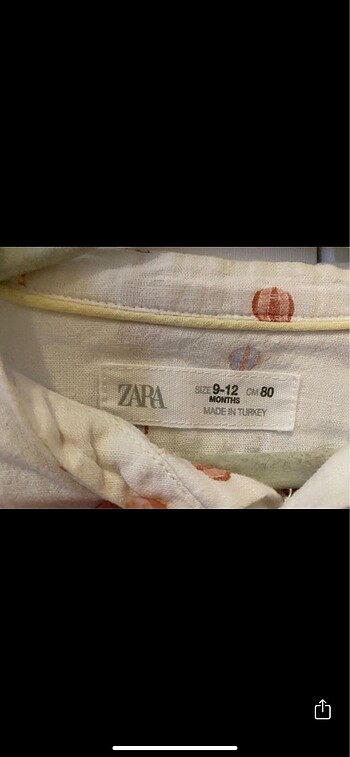 ZARA
SIZE 9-12 CM 80
MONTHS
MADE IN TURKEY